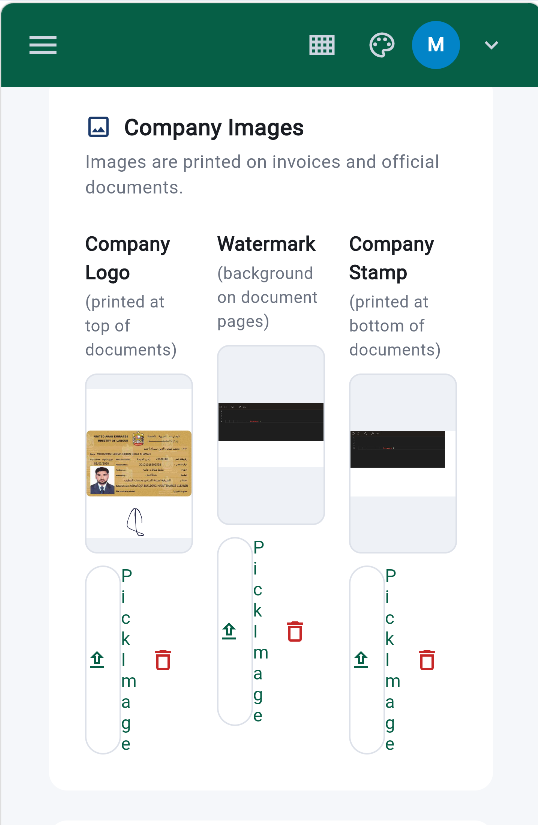 M
Company Images
Images are printed on invoices and official
documents.
Company
Logo
(printed at
top of
documents)
Pick Image
Watermark
(background
on document
pages)
Pick Image
Company
Stamp
(printed at
bottom of
documents)
Pick Image